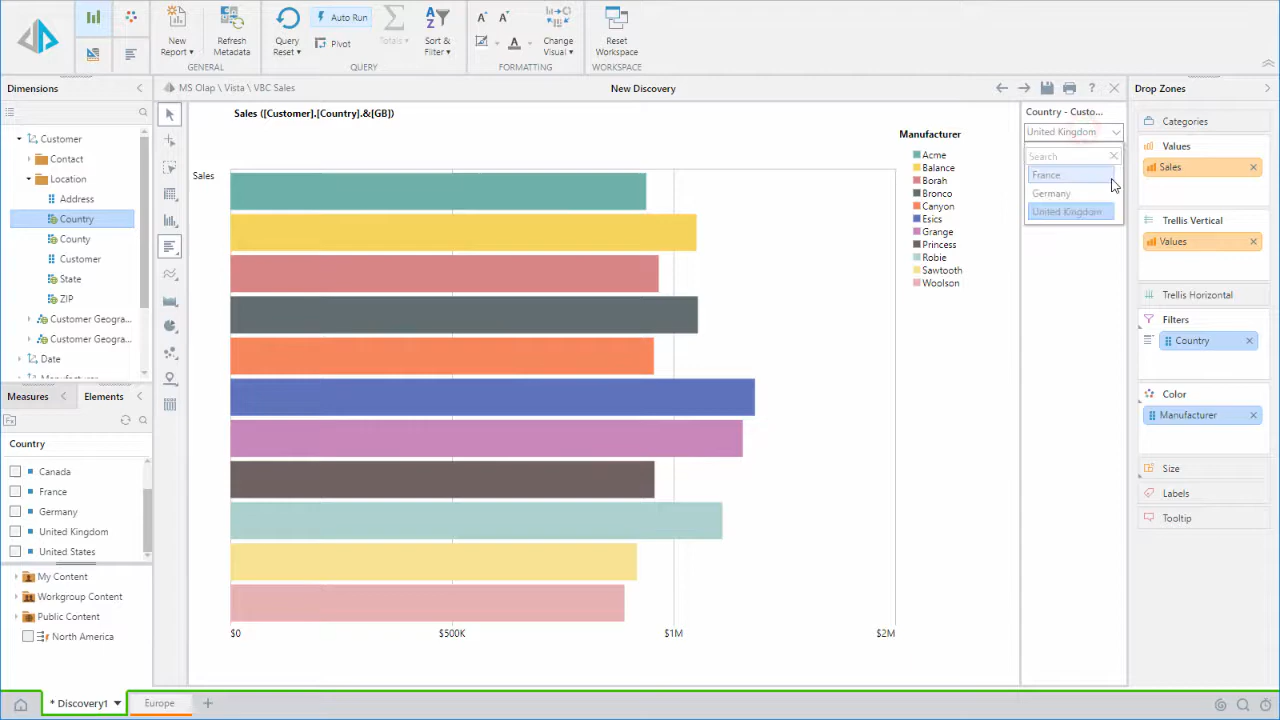 New
Report ▾
Refresh
Metadata
GENERAL
Query
Reset ▾
Auto Run
Pivot
Totals ▾
Sort &
Filter ▾
QUERY
A
A
A
Change
Visual ▾
FORMATTING
Reset
Workspace
WORKSPACE
Dimensions
Customer
Contact
Location
Address
Country
County
Customer
State
ZIP
Customer Geogra...
Customer Geogra...
Date
Measures
Elements
Fx
Country
Canada
France
Germany
United Kingdom
United States
My Content
Workgroup Content
Public Content
North America
MS Olap \ Vista \ VBC Sales
New Discovery
?
Sales ([Customer].[Country].&[GB])
Sales
$0
$500K
$1M
$2M
Manufacturer
Acme
Balance
Borah
Bronco
Canyon
Esics
Grange
Princess
Robie
Sawtooth
Woolson
Country - Custo...
United Kingdom
Search
France
Germany
United Kingdom
Drop Zones
Categories
Values
Sales
Trellis Vertical
Values
Trellis Horizontal
Filters
Country
Color
Manufacturer
Size
Labels
Tooltip
* Discovery1
Europe